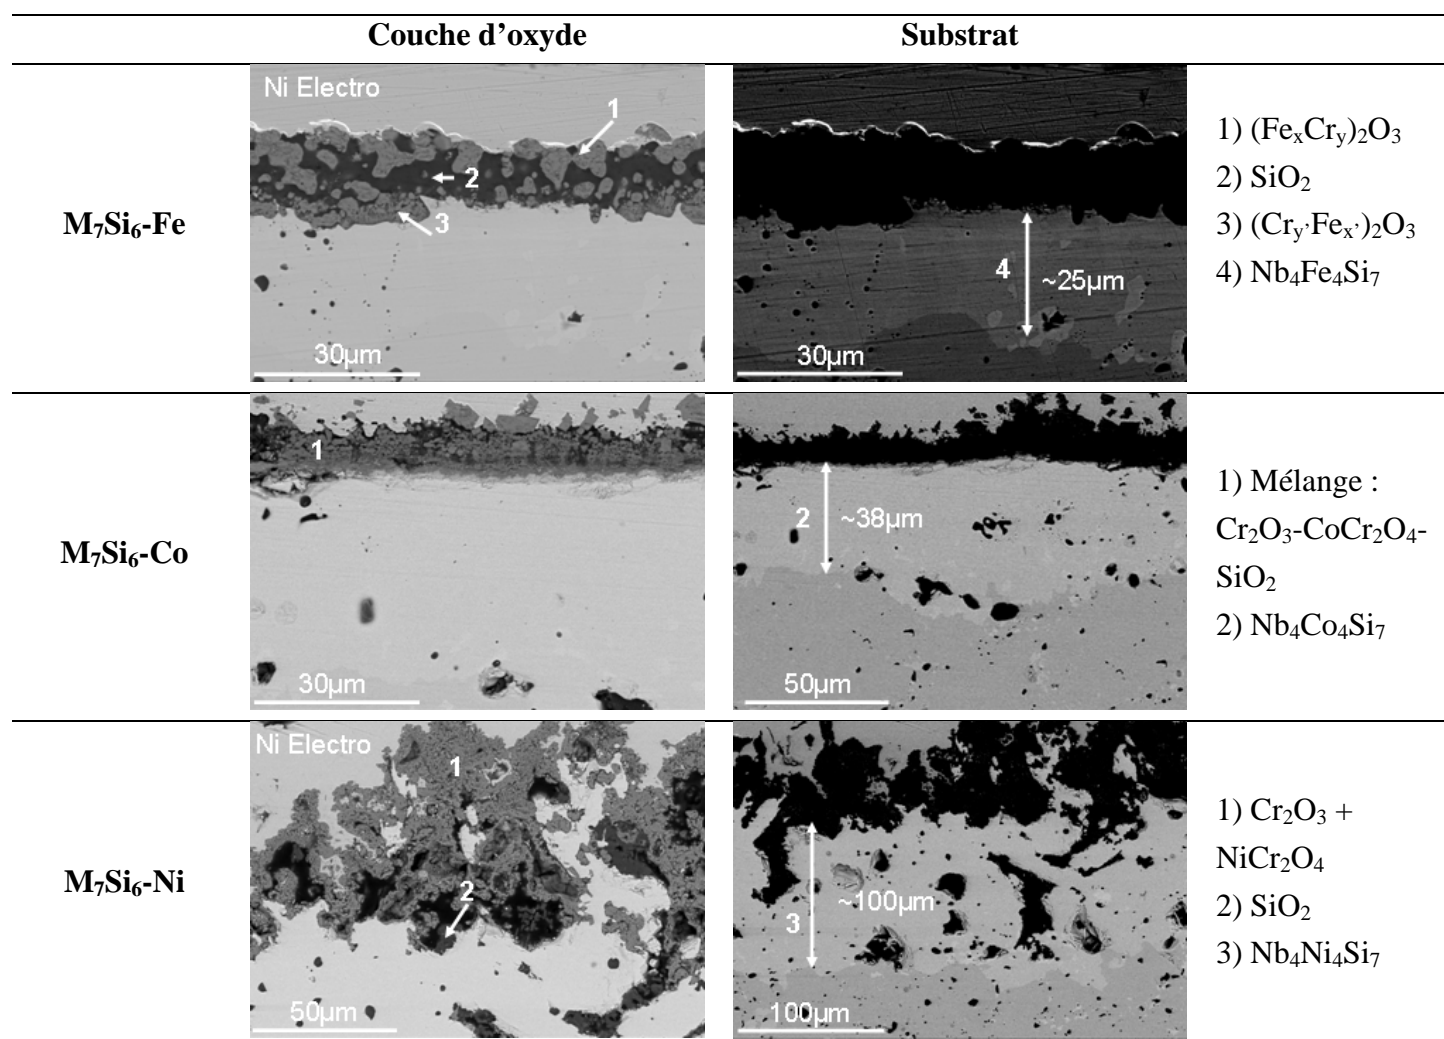 Couche d’oxyde Substrat
Ni Electro
1
2
3
30µm
4
~25µm
30µm
M₇Si₆-Fe
1) (FeₓCrᵧ)₂O₃
2) SiO₂
3) (Crᵧ’Feₓ’)₂O₃
4) Nb₄Fe₄Si₇
1
30µm
2
~38µm
50µm
M₇Si₆-Co
1) Mélange :
Cr₂O₃-CoCr₂O₄-
SiO₂
2) Nb₄Co₄Si₇
Ni Electro
1
2
50µm
3
~100µm
100µm
M₇Si₆-Ni
1) Cr₂O₃ +
NiCr₂O₄
2) SiO₂
3) Nb₄Ni₄Si₇